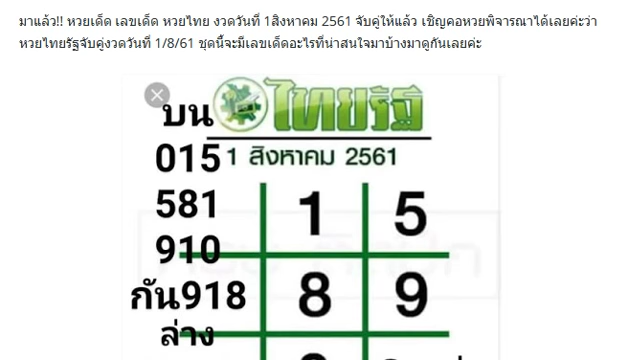 มาแล้ว!! หวยเด็ด เลขเด็ด หวยไทย งวดวันที่ 1สิงหาคม 2561 จับคู่ให้แล้ว เชิญคอหวยพิจารณาได้เลยค่ะว่า
หวยไทยรัฐจับคู่งวดวันที่ 1/8/61 ชุดนี้จะมีเลขเด็ดอะไรที่น่าสนใจมาบ้างมาดูกันเลยค่ะ
บน ไทยรัฐ
015 1 สิงหาคม 2561
581 1 5
910
กัน918 8 9
ล่าง